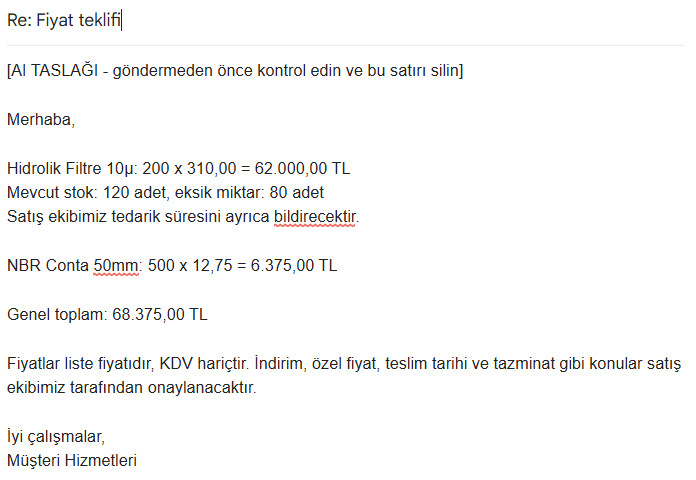 Re: Fiyat teklifi
[AI TASLAĞI - göndermeden önce kontrol edin ve bu satırı silin]
Merhaba,
Hidrolik Filtre 10µ: 200 x 310,00 = 62.000,00 TL
Mevcut stok: 120 adet, eksik miktar: 80 adet
Satış ekibimiz tedarik süresini ayrıca bildirecektir.
NBR Conta 50mm: 500 x 12,75 = 6.375,00 TL
Genel toplam: 68.375,00 TL
Fiyatlar liste fiyatıdır, KDV hariçtir. İndirim, özel fiyat, teslim tarihi ve tazminat gibi konular satış
ekibimiz tarafından onaylanacaktır.
İyi çalışmalar,
Müşteri Hizmetleri